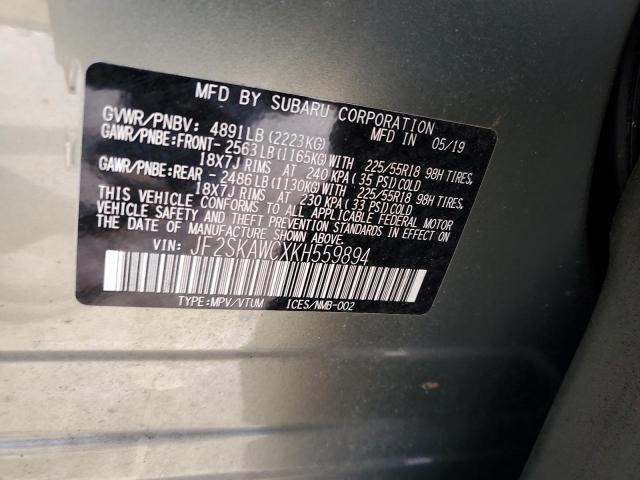 MFD BY SUBARU CORPORATION
GVWR/PNBV: 4891LB(2223KG) MFD IN 05/19
GAWR/PNBE:FRONT- 2563LB(1165KG)WITH 225/55R18 98H TIRES,
18X7J RIMS AT 240 KPA(35 PSI)COLD
GAWR/PNBE:REAR - 2486LB(1130KG)WITH 225/55R18 98H TIRES,
18X7J RIMS AT 230 KPA(33 PSI)COLD
THIS VEHICLE CONFORMS TO ALL APPLICABLE FEDERAL MOTOR
VEHICLE SAFETY AND THEFT PREVENTION STANDARDS IN EFFECT ON
THE DATE OF MANUFACTURE SHOWN ABOVE.
VIN: JF2SKAWCXKH559894
TYPE:MPV/VTUM ICES/NMB-002